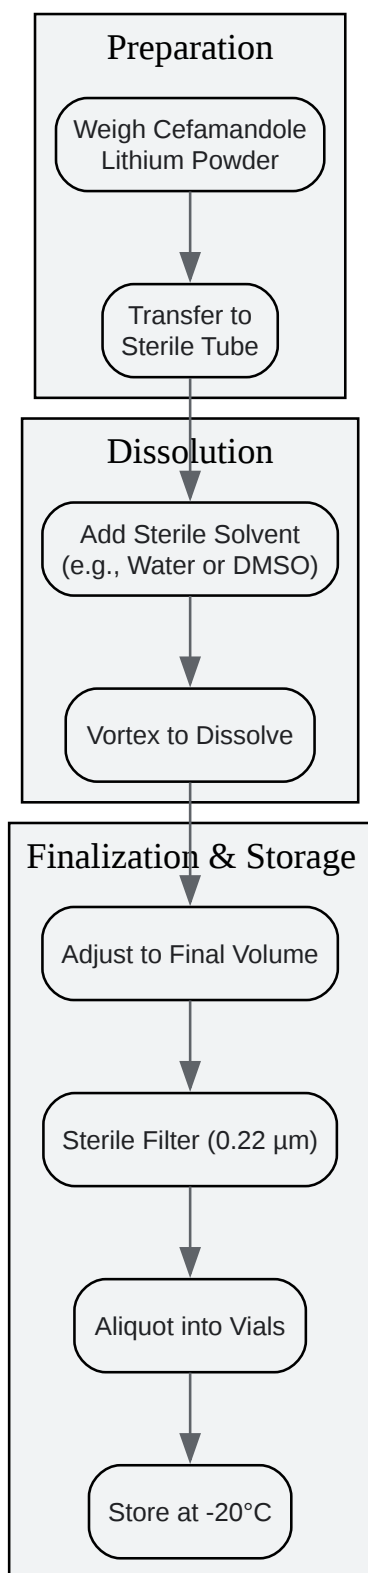 Preparation
Weigh Cefamandole
Lithium Powder
Transfer to
Sterile Tube
Dissolution
Add Sterile Solvent
(e.g., Water or DMSO)
Vortex to Dissolve
Finalization & Storage
Adjust to Final Volume
Sterile Filter (0.22 µm)
Aliquot into Vials
Store at -20°C